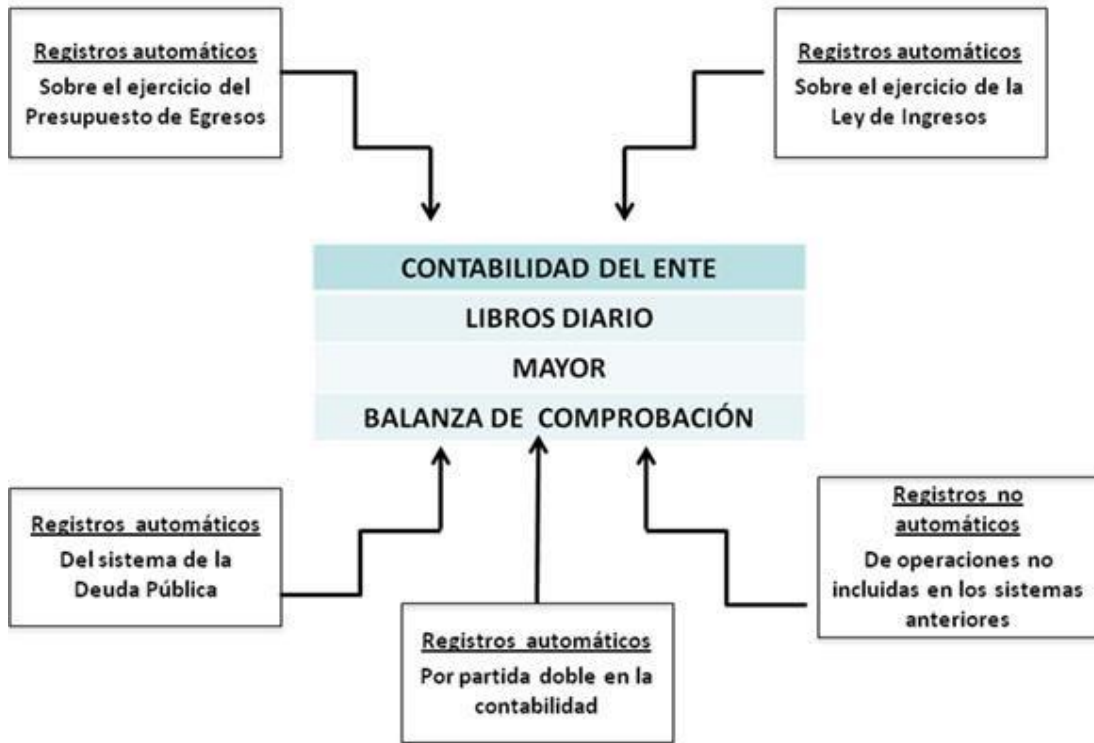 Registros automáticos
Sobre el ejercicio del
Presupuesto de Egresos
Registros automáticos
Sobre el ejercicio de la
Ley de Ingresos
CONTABILIDAD DEL ENTE
LIBROS DIARIO
MAYOR
BALANZA DE COMPROBACIÓN
Registros automáticos
Del sistema de la
Deuda Pública
Registros automáticos
Por partida doble en la
contabilidad
Registros no
automáticos
De operaciones no
incluidas en los sistemas
anteriores